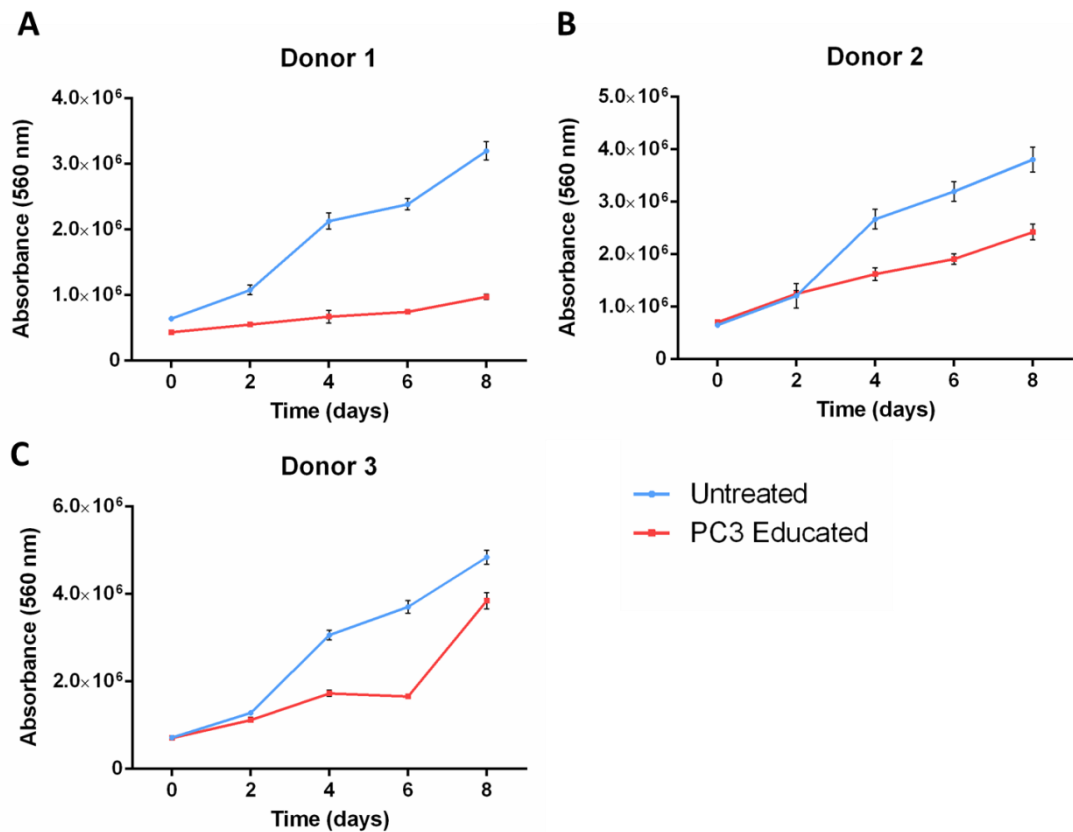 A
Donor 1
4.0×10⁶
3.0×10⁶
2.0×10⁶
1.0×10⁶
0
Absorbance (560 nm)
0 2 4 6 8
Time (days)
B
Donor 2
5.0×10⁶
4.0×10⁶
3.0×10⁶
2.0×10⁶
1.0×10⁶
0
Absorbance (560 nm)
0 2 4 6 8
Time (days)
C
Donor 3
6.0×10⁶
4.0×10⁶
2.0×10⁶
0
Absorbance (560 nm)
0 2 4 6 8
Time (days)
Untreated
PC3 Educated